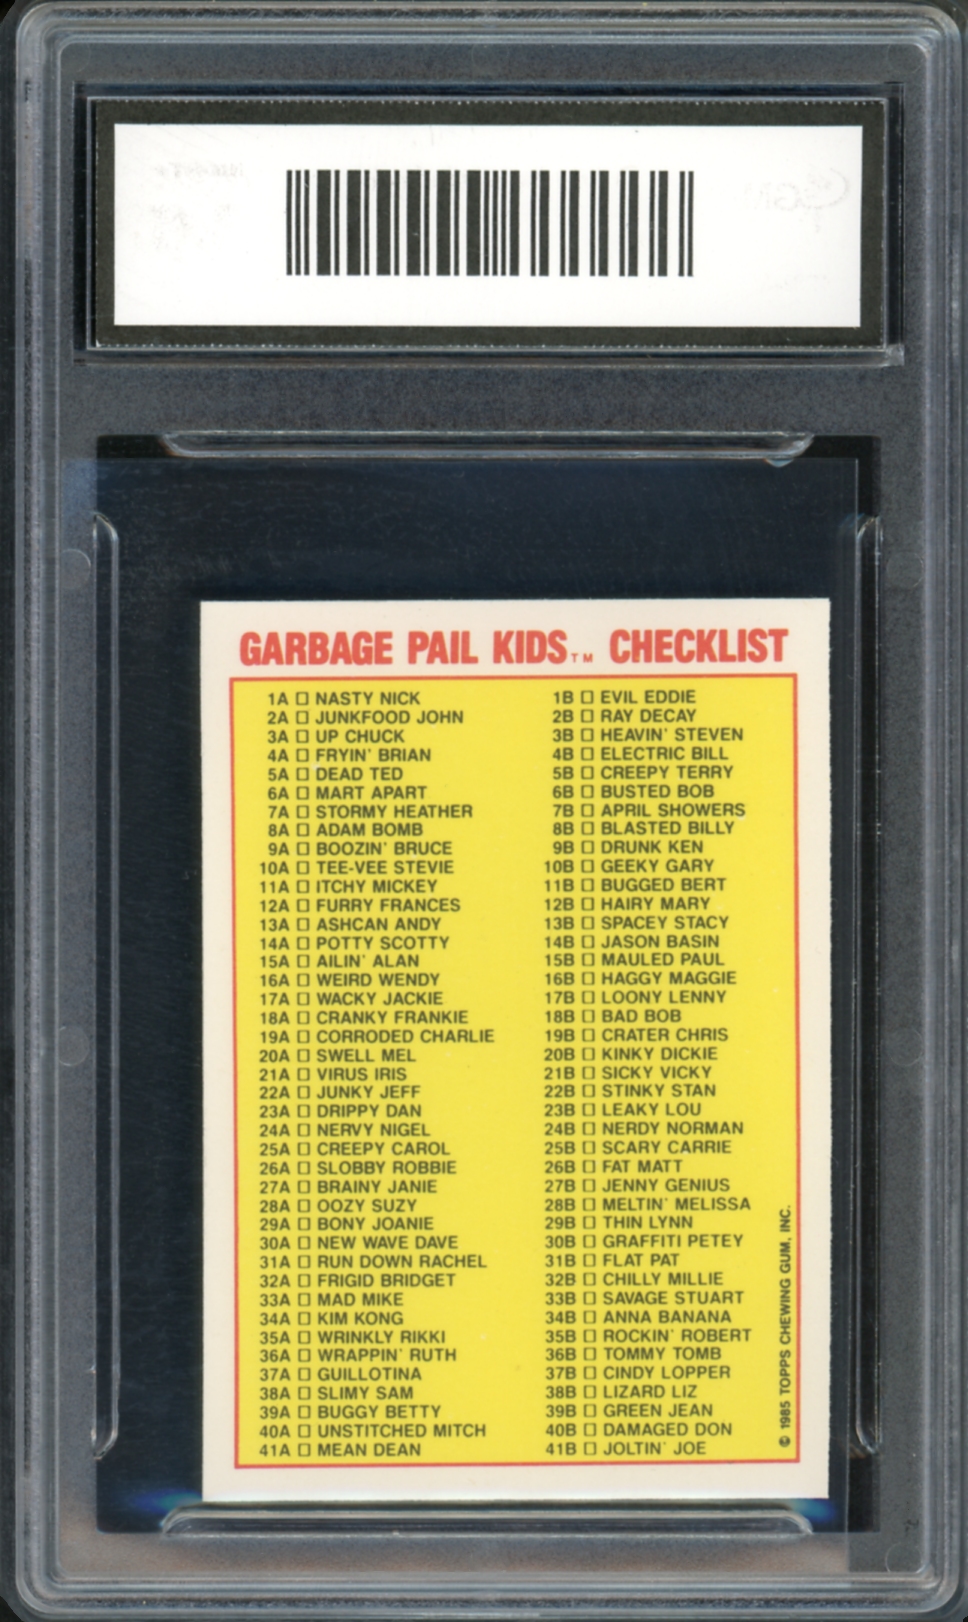 GARBAGE PAIL KIDS™ CHECKLIST
1A □ NASTY NICK
2A □ JUNKFOOD JOHN
3A □ UP CHUCK
4A □ FRYIN' BRIAN
5A □ DEAD TED
6A □ MART APART
7A □ STORMY HEATHER
8A □ ADAM BOMB
9A □ BOOZIN' BRUCE
10A □ TEE-VEE STEVIE
11A □ ITCHY MICKEY
12A □ FURRY FRANCES
13A □ ASHCAN ANDY
14A □ POTTY SCOTTY
15A □ AILIN' ALAN
16A □ WEIRD WENDY
17A □ WACKY JACKIE
18A □ CRANKY FRANKIE
19A □ CORRODED CHARLIE
20A □ SWELL MEL
21A □ VIRUS IRIS
22A □ JUNKY JEFF
23A □ DRIPPY DAN
24A □ NERVY NIGEL
25A □ CREEPY CAROL
26A □ SLOBBY ROBBIE
27A □ BRAINY JANIE
28A □ OOZY SUZY
29A □ BONY JOANIE
30A □ NEW WAVE DAVE
31A □ RUN DOWN RACHEL
32A □ FRIGID BRIDGET
33A □ MAD MIKE
34A □ KIM KONG
35A □ WRINKLY RIKKI
36A □ WRAPPIN' RUTH
37A □ GUILLOTINA
38A □ SLIMY SAM
39A □ BUGGY BETTY
40A □ UNSTITCHED MITCH
41A □ MEAN DEAN
1B □ EVIL EDDIE
2B □ RAY DECAY
3B □ HEAVIN' STEVEN
4B □ ELECTRIC BILL
5B □ CREEPY TERRY
6B □ BUSTED BOB
7B □ APRIL SHOWERS
8B □ BLASTED BILLY
9B □ DRUNK KEN
10B □ GEEKY GARY
11B □ BUGGED BERT
12B □ HAIRY MARY
13B □ SPACEY STACY
14B □ JASON BASIN
15B □ MAULED PAUL
16B □ HAGGY MAGGIE
17B □ LOONY LENNY
18B □ BAD BOB
19B □ CRATER CHRIS
20B □ KINKY DICKIE
21B □ SICKY VICKY
22B □ STINKY STAN
23B □ LEAKY LOU
24B □ NERDY NORMAN
25B □ SCARY CARRIE
26B □ FAT MATT
27B □ JENNY GENIUS
28B □ MELTIN' MELISSA
29B □ THIN LYNN
30B □ GRAFFITI PETEY
31B □ FLAT PAT
32B □ CHILLY MILLIE
33B □ SAVAGE STUART
34B □ ANNA BANANA
35B □ ROCKIN' ROBERT
36B □ TOMMY TOMB
37B □ CINDY LOPPER
38B □ LIZARD LIZ
39B □ GREEN JEAN
40B □ DAMAGED DON
41B □ JOLTIN' JOE
© 1985 TOPPS CHEWING GUM, INC.